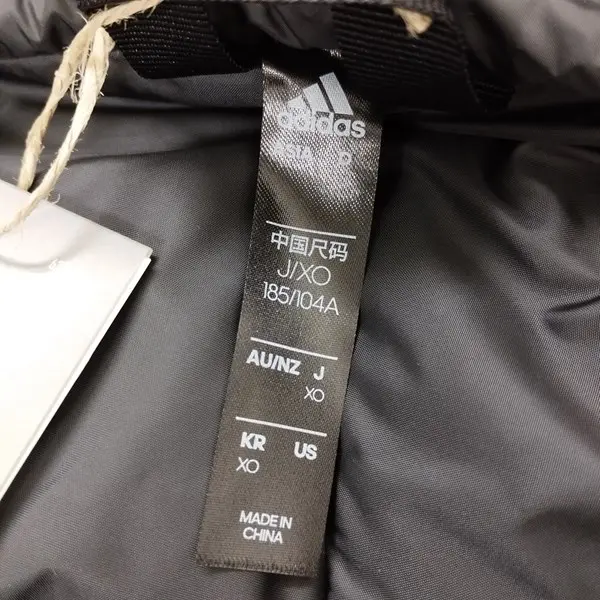 adidas
中国尺码
J/XO
185/104A
AU/NZ J
XO
KR US
XO
MADE IN
CHINA